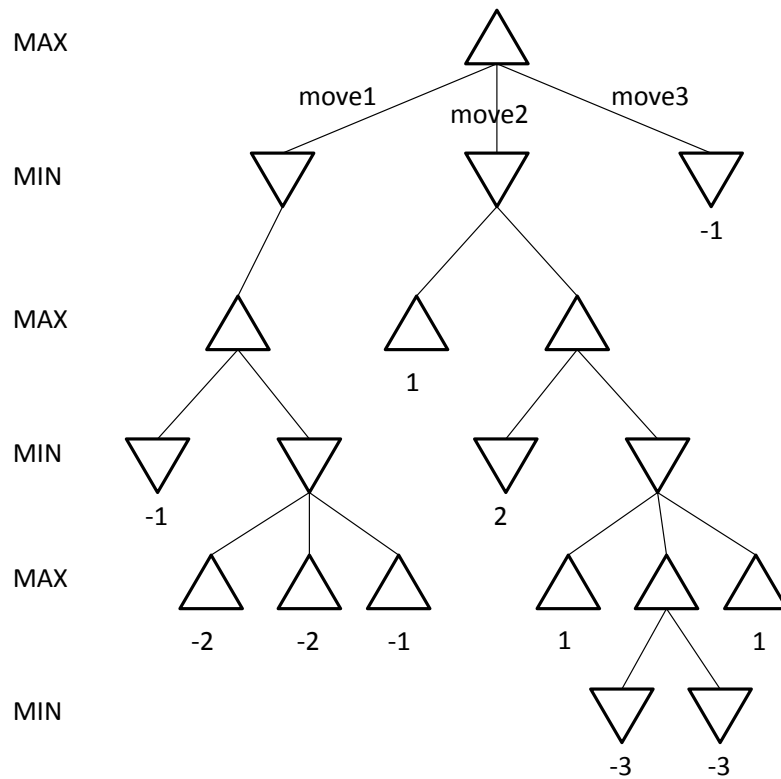 MAX
move1 move2 move3
MIN
-1
MAX
1
MIN
-1 2
MAX
-2 -2 -1 1 1
MIN
-3 -3